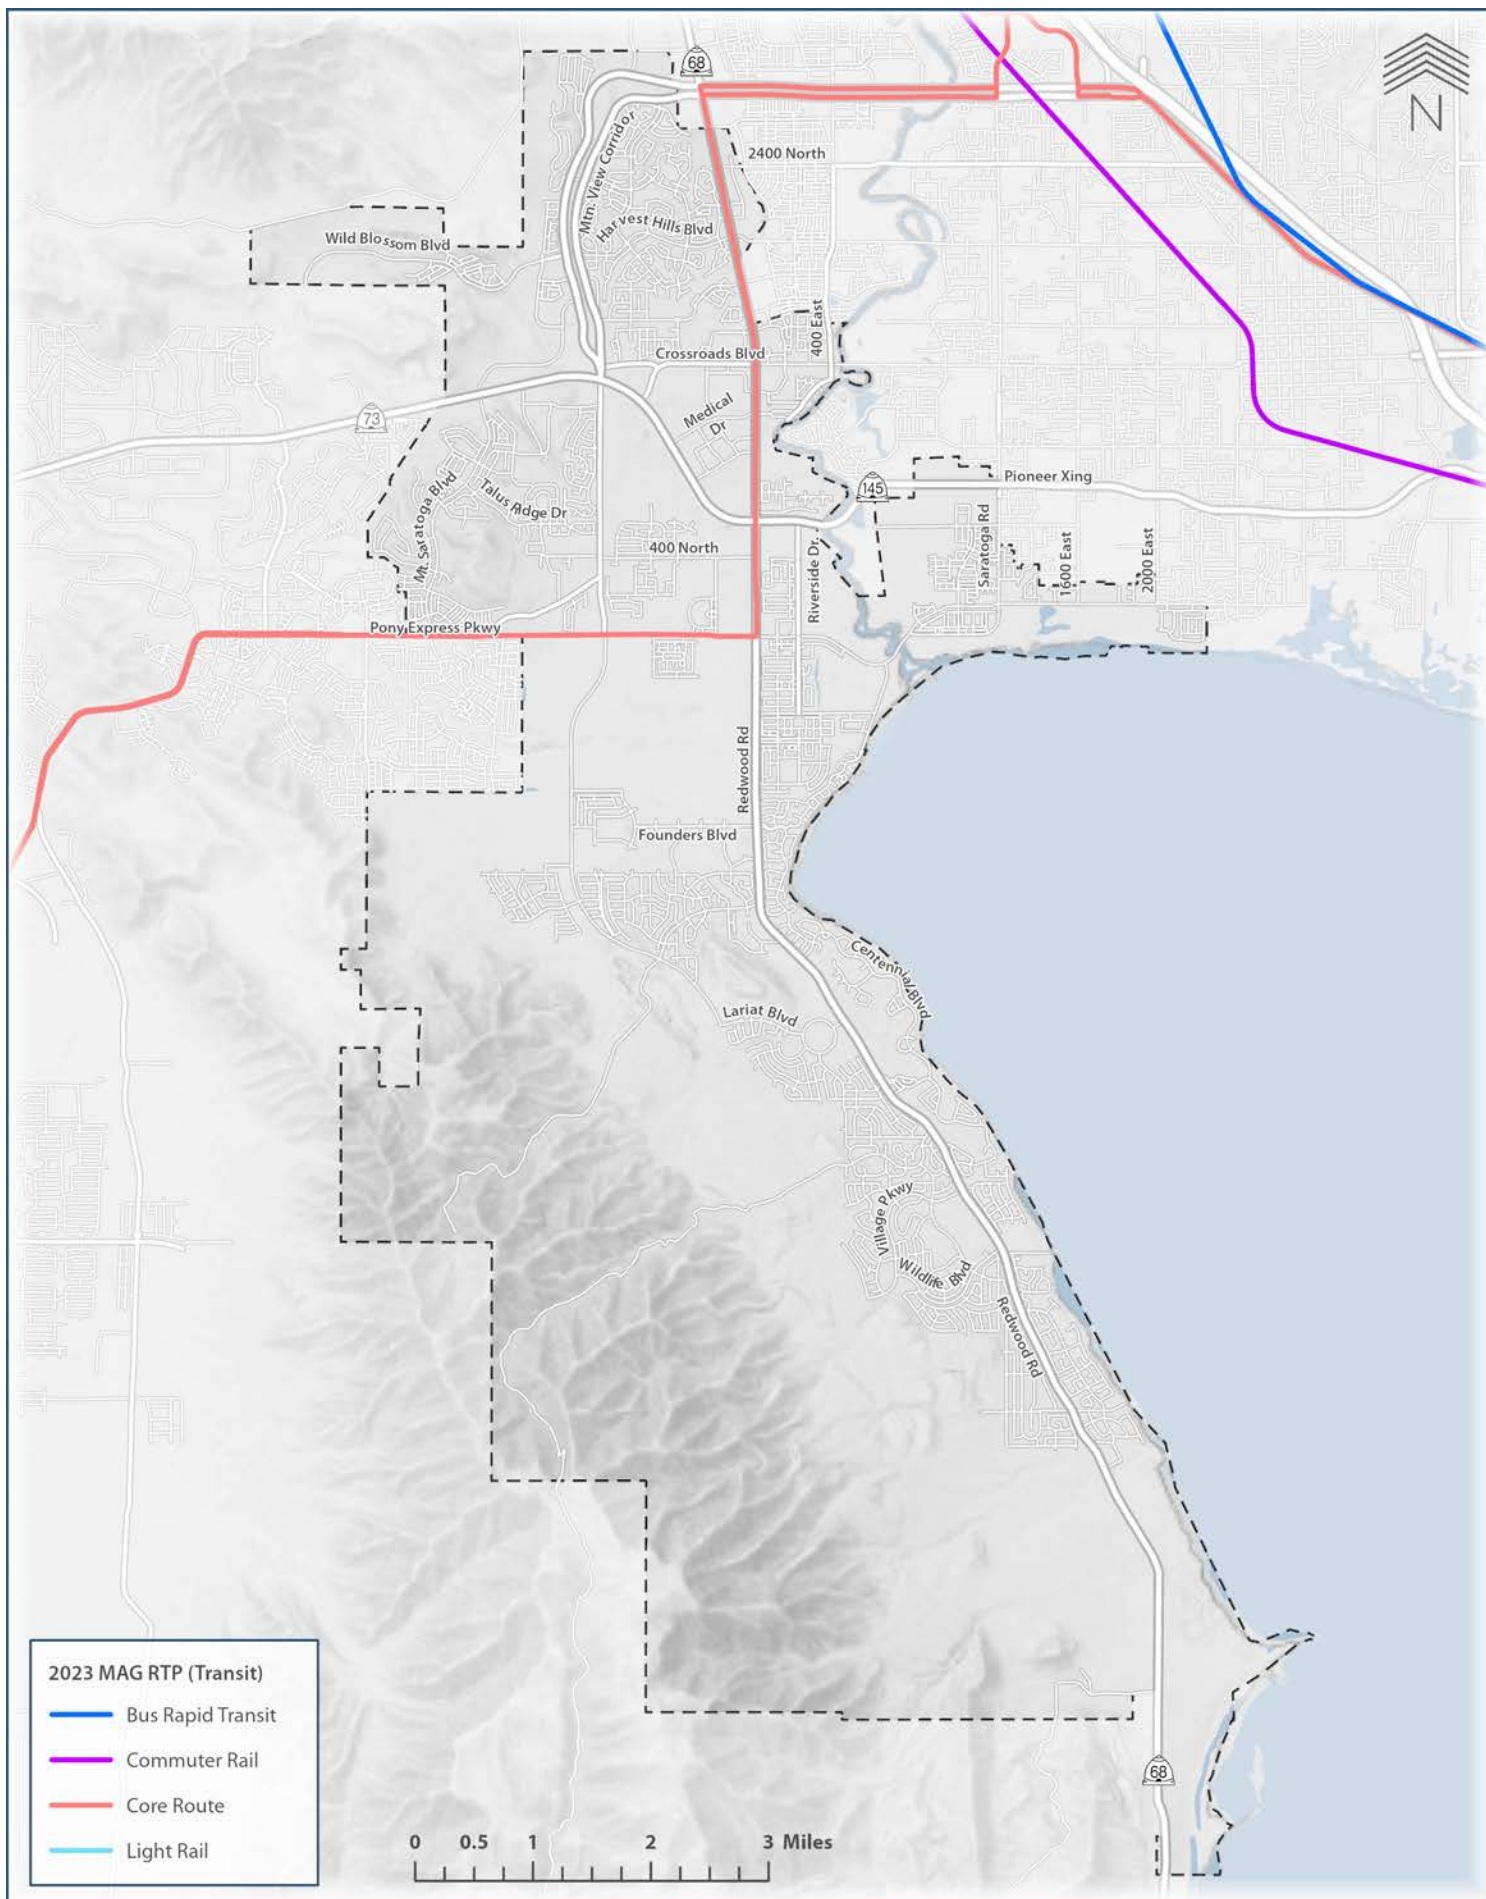 68
N
2400 North
Mtn. View Corridor
Harvest Hills Blvd
Wild Blossom Blvd
400 East
Crossroads Blvd
73
Medical
Dr
Mt. Saratoga Blvd
Talus Ridge Dr
145
Pioneer Xing
Saratoga Rd
1600 East
2000 East
400 North
Riverside Dr.
Pony Express Pkwy
Redwood Rd
Founders Blvd
Centennial Blvd
Lariat Blvd
Village Pkwy
Wildlife Blvd
Redwood Rd
68
2023 MAG RTP (Transit)
Bus Rapid Transit
Commuter Rail
Core Route
Light Rail
0 0.5 1 2 3 Miles